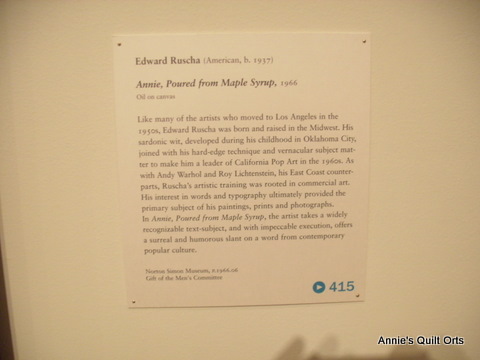 Edward Ruscha (American, b. 1937)
Annie, Poured from Maple Syrup, 1966
Oil on canvas
Like many of the artists who moved to Los Angeles in the
1950s, Edward Ruscha was born and raised in the Midwest. His
sardonic wit, developed during his childhood in Oklahoma City,
joined with his hard-edge technique and vernacular subject mat-
ter to make him a leader of California Pop Art in the 1960s. As
with Andy Warhol and Roy Lichtenstein, his East Coast counter-
parts, Ruscha's artistic training was rooted in commercial art.
His interest in words and typography ultimately provided the
primary subject of his paintings, prints and photographs.
In Annie, Poured from Maple Syrup, the artist takes a widely
recognizable text-subject, and with impeccable execution, offers
a surreal and humorous slant on a word from contemporary
popular culture.
Norton Simon Museum,
Gift of the Men's Committee
415
Annie's Quilt Orts